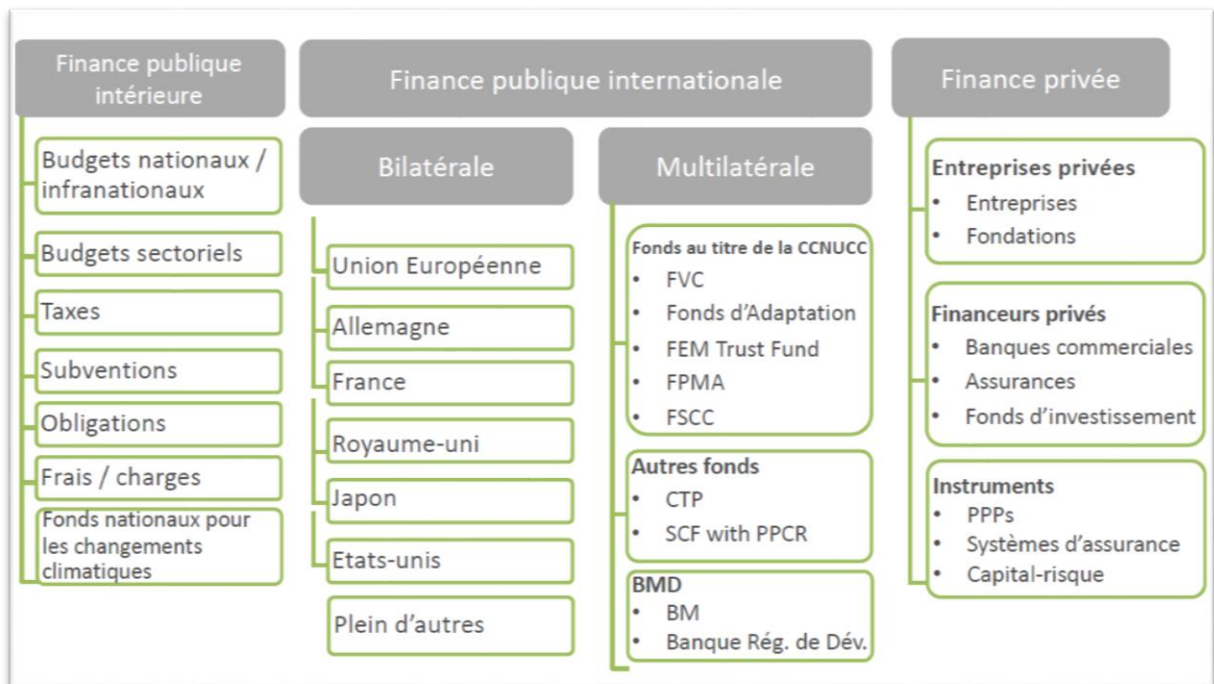 Finance publique
intérieure
Budgets nationaux /
infranationaux
Budgets sectoriels
Taxes
Subventions
Obligations
Frais / charges
Fonds nationaux pour
les changements
climatiques
Finance publique internationale
Bilatérale
Union Européenne
Allemagne
France
Royaume-uni
Japon
Etats-unis
Plein d'autres
Multilatérale
Fonds au titre de la CCNUCC
• FVC
• Fonds d'Adaptation
• FEM Trust Fund
• FPMA
• FSCC
Autres fonds
• CTP
• SCF with PPCR
BMD
• BM
• Banque Rég. de Dév.
Finance privée
Entreprises privées
• Entreprises
• Fondations
Financeurs privés
• Banques commerciales
• Assurances
• Fonds d'investissement
Instruments
• PPPs
• Systèmes d'assurance
• Capital-risque